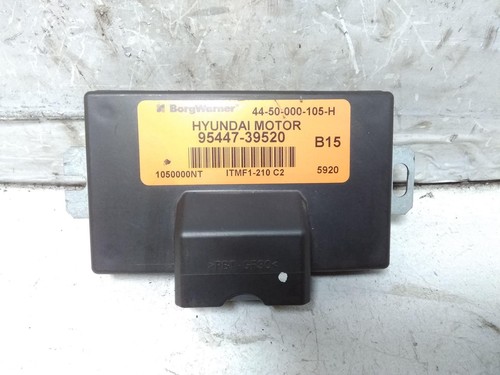 BorgWarner 44-50-000-105-H
HYUNDAI MOTOR
95447-39520 B15
1050000NT ITMF1-210 C2 5920